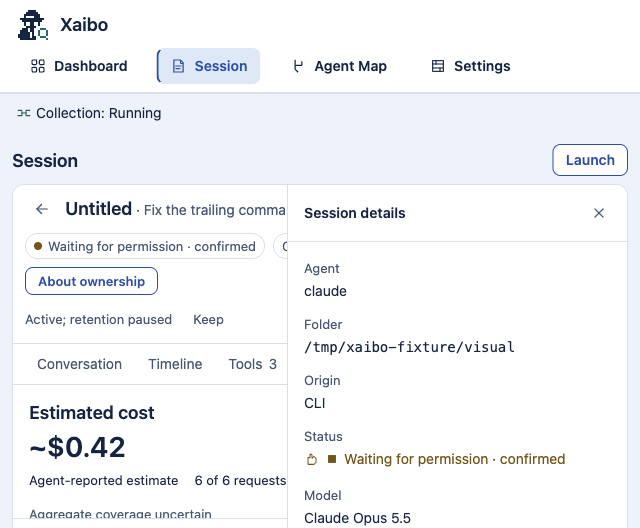 Xaibo
Dashboard
Session
Agent Map
Settings
Collection: Running
Session
Launch
Untitled · Fix the trailing comma
Waiting for permission · confirmed
About ownership
Active; retention paused Keep
Conversation Timeline Tools 3
Estimated cost
~$0.42
Agent-reported estimate 6 of 6 requests
Aggregate coverage uncertain
Session details
Agent
claude
Folder
/tmp/xaibo-fixture/visual
Origin
CLI
Status
Waiting for permission · confirmed
Model
Claude Opus 5.5